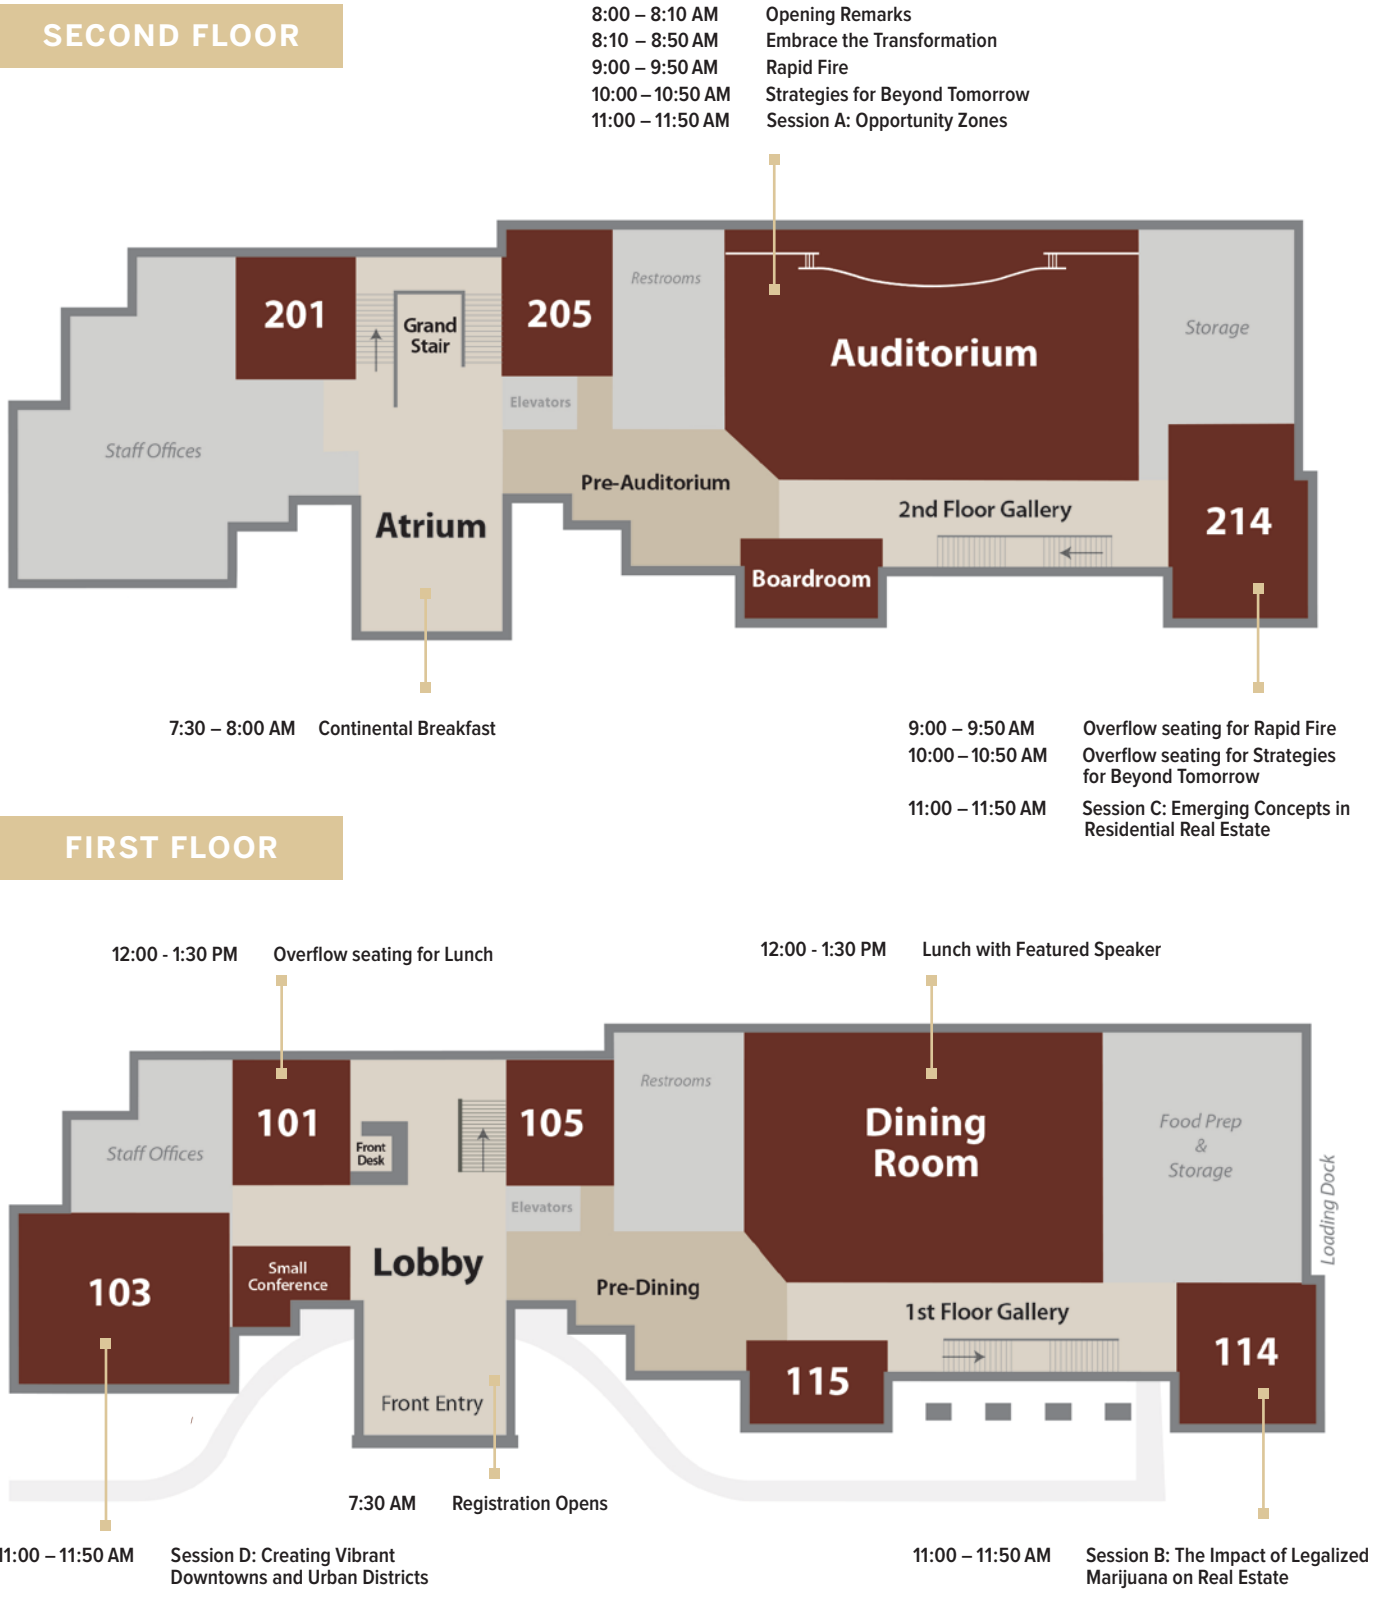 SECOND FLOOR
8:00 – 8:10 AM Opening Remarks
8:10 – 8:50 AM Embrace the Transformation
9:00 – 9:50 AM Rapid Fire
10:00 – 10:50 AM Strategies for Beyond Tomorrow
11:00 – 11:50 AM Session A: Opportunity Zones
201
Grand
Stair
205
Restrooms
Auditorium
Storage
Elevators
Staff Offices
Pre-Auditorium
Atrium
2nd Floor Gallery
214
Boardroom
7:30 – 8:00 AM Continental Breakfast
9:00 – 9:50 AM Overflow seating for Rapid Fire
10:00 – 10:50 AM Overflow seating for Strategies
for Beyond Tomorrow
11:00 – 11:50 AM Session C: Emerging Concepts in
Residential Real Estate
FIRST FLOOR
12:00 - 1:30 PM Overflow seating for Lunch
12:00 - 1:30 PM Lunch with Featured Speaker
Staff Offices
101
Front
Desk
105
Restrooms
Dining
Room
Food Prep
&
Storage
Loading Dock
Elevators
103
Small
Conference
Lobby
Pre-Dining
1st Floor Gallery
115
114
Front Entry
7:30 AM Registration Opens
11:00 – 11:50 AM Session D: Creating Vibrant
Downtowns and Urban Districts
11:00 – 11:50 AM Session B: The Impact of Legalized
Marijuana on Real Estate